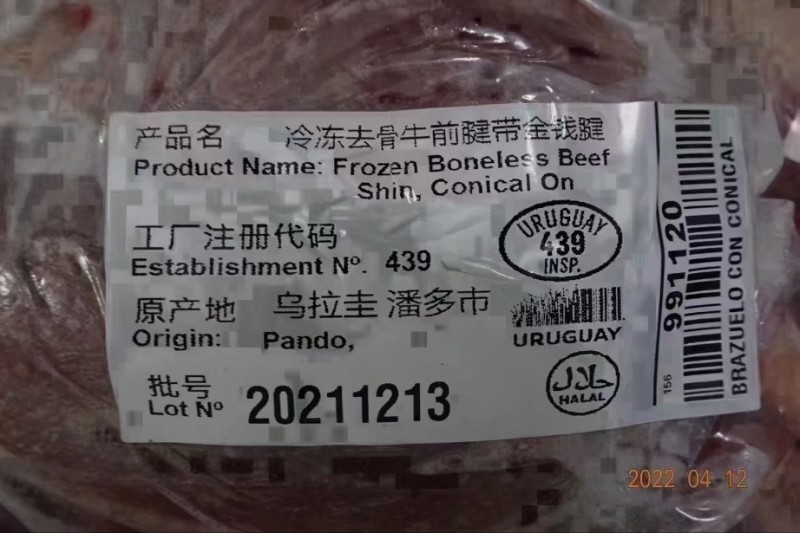 产品名 冷冻去骨牛前腱带金钱腱
Product Name: Frozen Boneless Beef
Shin, Conical On
工厂注册代码
Establishment Nº. 439
URUGUAY
439
INSP.
原产地 乌拉圭 潘多市
Origin: Pando,
URUGUAY
批号
Lot Nº 20211213
حلال
HALAL
991120
156
BRAZUELO CON CONICAL
2022 04 12